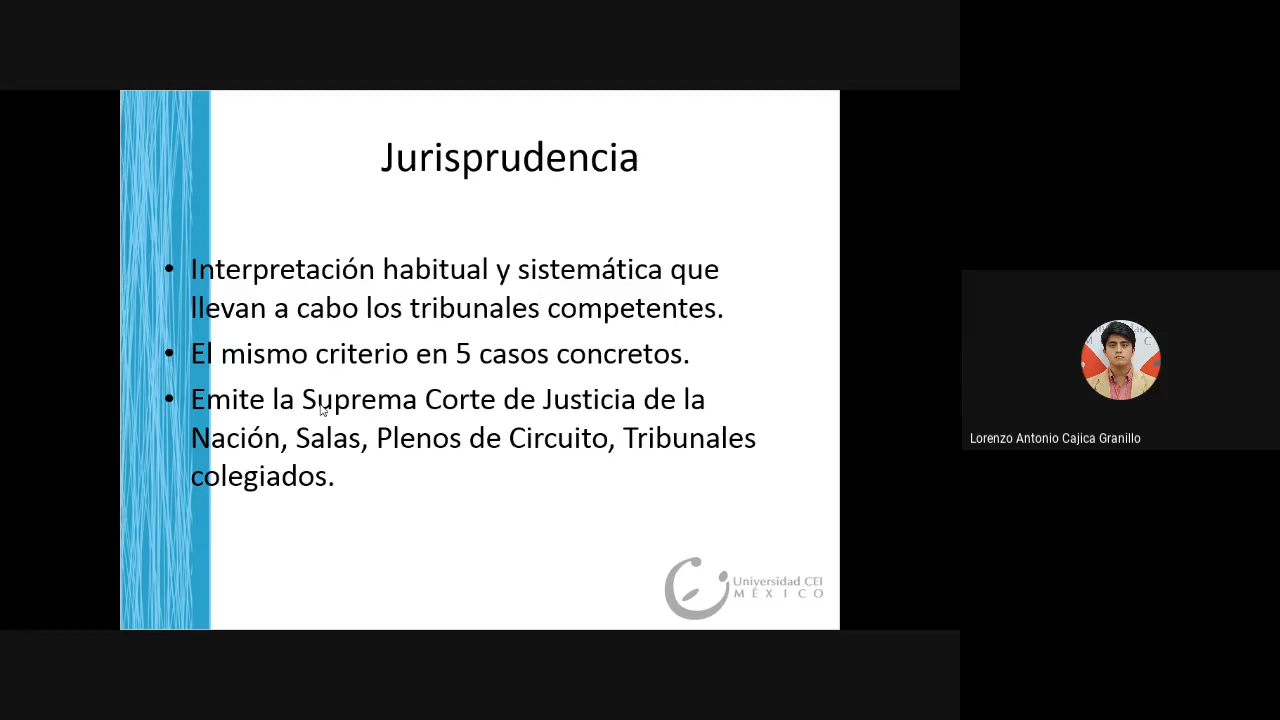 Jurisprudencia
• Interpretación habitual y sistemática que
llevan a cabo los tribunales competentes.
• El mismo criterio en 5 casos concretos.
• Emite la Suprema Corte de Justicia de la
Nación, Salas, Plenos de Circuito, Tribunales
colegiados.
Universidad CEI
MÉXICO
Lorenzo Antonio Cajica Granillo